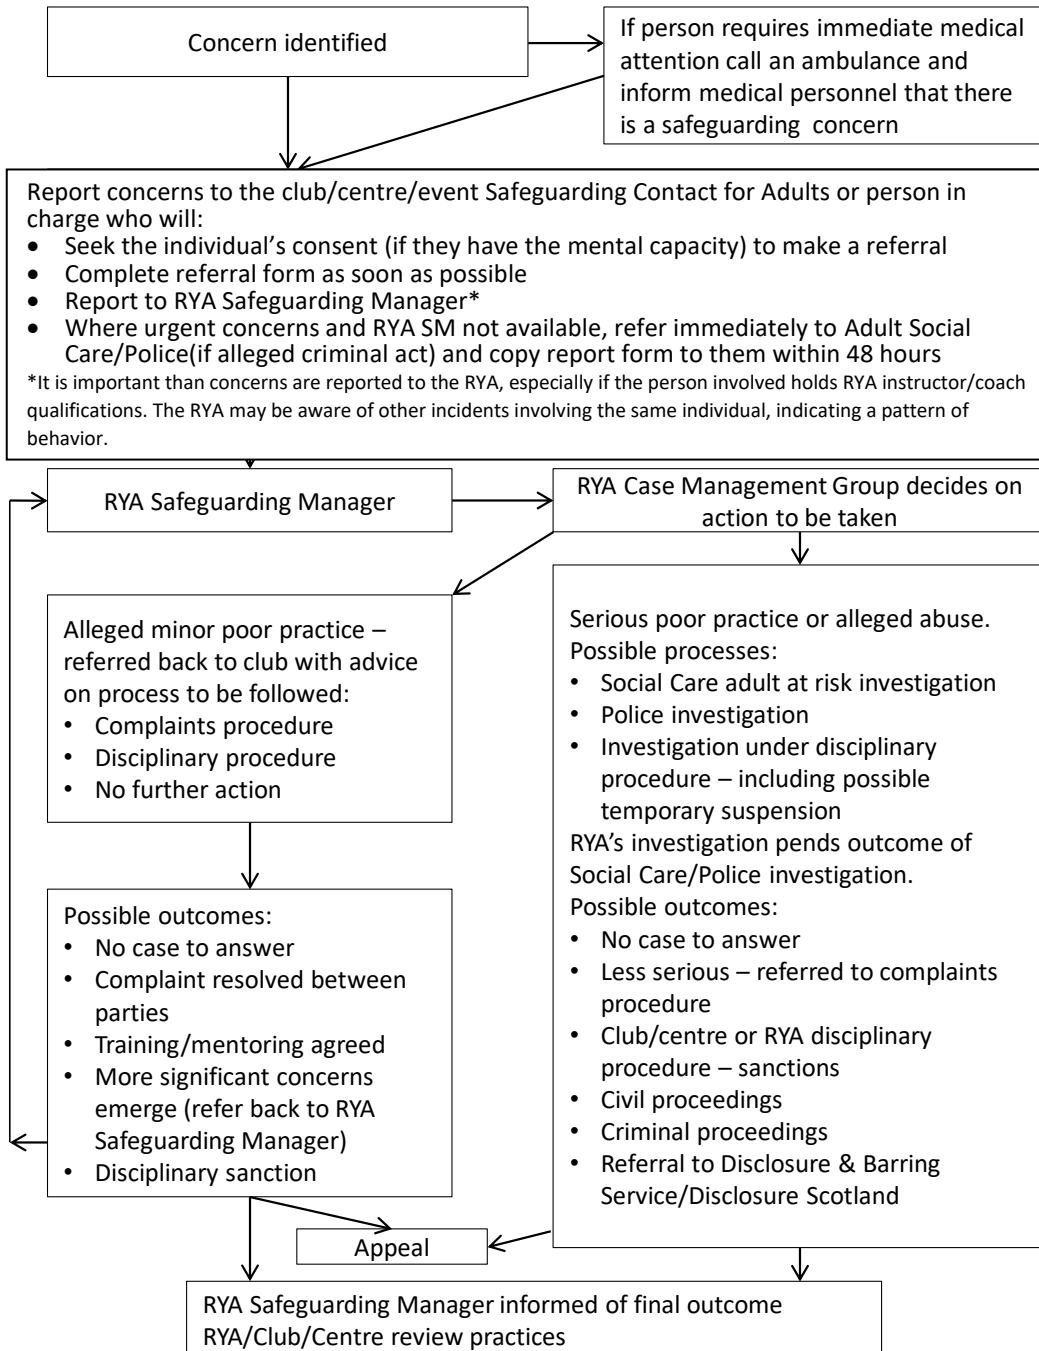 Concern identified
If person requires immediate medical
attention call an ambulance and
inform medical personnel that there
is a safeguarding concern
Report concerns to the club/centre/event Safeguarding Contact for Adults or person in
charge who will:
• Seek the individual's consent (if they have the mental capacity) to make a referral
• Complete referral form as soon as possible
• Report to RYA Safeguarding Manager*
• Where urgent concerns and RYA SM not available, refer immediately to Adult Social
Care/Police(if alleged criminal act) and copy report form to them within 48 hours
*It is important than concerns are reported to the RYA, especially if the person involved holds RYA instructor/coach
qualifications. The RYA may be aware of other incidents involving the same individual, indicating a pattern of
behavior.
RYA Safeguarding Manager
RYA Case Management Group decides on
action to be taken
Alleged minor poor practice –
referred back to club with advice
on process to be followed:
• Complaints procedure
• Disciplinary procedure
• No further action
Serious poor practice or alleged abuse.
Possible processes:
• Social Care adult at risk investigation
• Police investigation
• Investigation under disciplinary
procedure – including possible
temporary suspension
RYA's investigation pends outcome of
Social Care/Police investigation.
Possible outcomes:
• No case to answer
• Less serious – referred to complaints
procedure
• Club/centre or RYA disciplinary
procedure – sanctions
• Civil proceedings
• Criminal proceedings
• Referral to Disclosure & Barring
Service/Disclosure Scotland
Possible outcomes:
• No case to answer
• Complaint resolved between
parties
• Training/mentoring agreed
• More significant concerns
emerge (refer back to RYA
Safeguarding Manager)
• Disciplinary sanction
Appeal
RYA Safeguarding Manager informed of final outcome
RYA/Club/Centre review practices